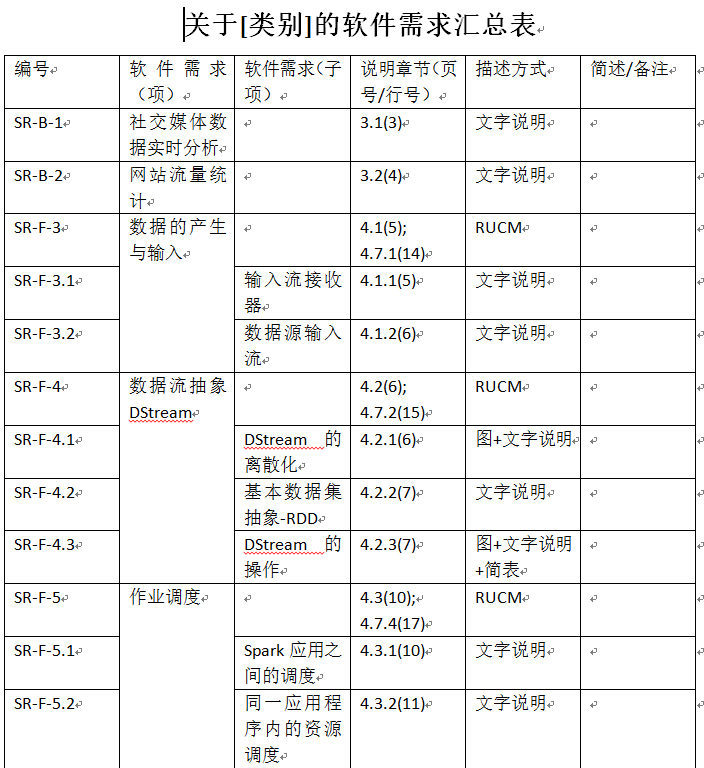 关于[类别]的软件需求汇总表
编号 软件需求（项） 软件需求（子项） 说明章节（页号/行号） 描述方式 简述/备注
SR-B-1 社交媒体数据实时分析 3.1(3) 文字说明
SR-B-2 网站流量统计 3.2(4) 文字说明
SR-F-3 数据的产生与输入 4.1(5); 4.7.1(14) RUCM
SR-F-3.1 输入流接收器 4.1.1(5) 文字说明
SR-F-3.2 数据源输入流 4.1.2(6) 文字说明
SR-F-4 数据流抽象DStream 4.2(6); 4.7.2(15) RUCM
SR-F-4.1 DStream 的离散化 4.2.1(6) 图+文字说明
SR-F-4.2 基本数据集抽象-RDD 4.2.2(7) 文字说明
SR-F-4.3 DStream 的操作 4.2.3(7) 图+文字说明+简表
SR-F-5 作业调度 4.3(10); 4.7.4(17) RUCM
SR-F-5.1 Spark 应用之间的调度 4.3.1(10) 文字说明
SR-F-5.2 同一应用程序内的资源调度 4.3.2(11) 文字说明